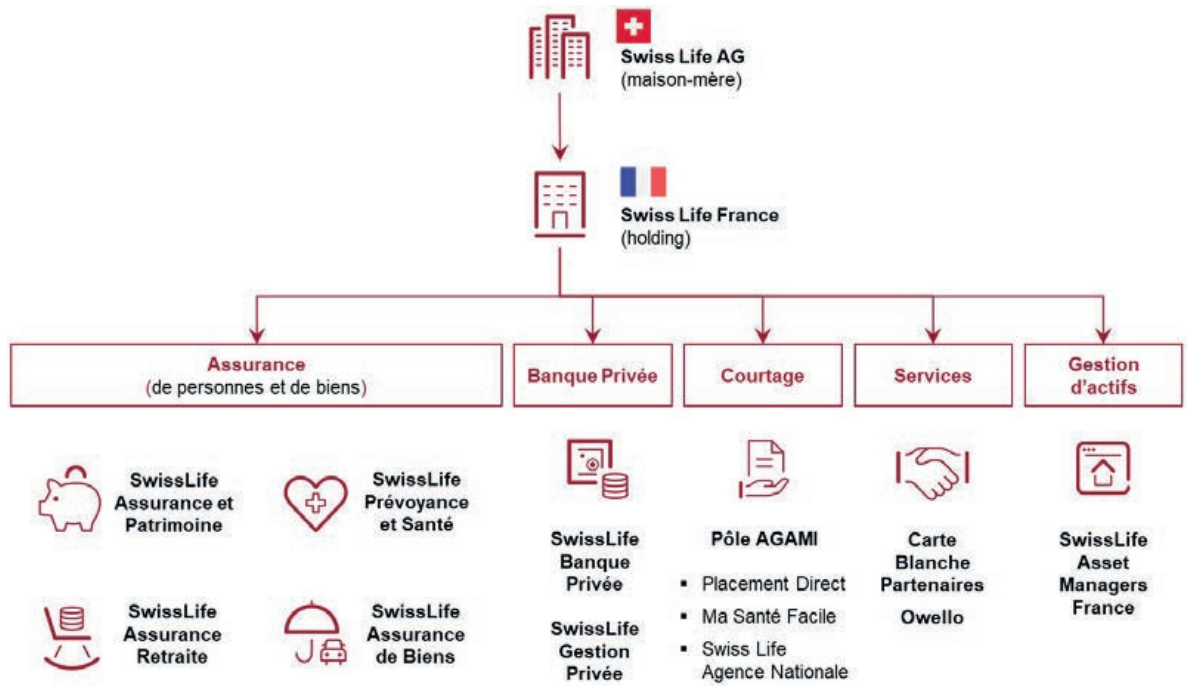 Swiss Life AG
(maison-mère)
Swiss Life France
(holding)
Assurance
(de personnes et de biens)
Banque Privée
Courtage
Services
Gestion
d'actifs
SwissLife
Assurance et
Patrimoine
SwissLife
Prévoyance
et Santé
SwissLife
Assurance
Retraite
SwissLife
Assurance
de Biens
SwissLife
Banque
Privée
SwissLife
Gestion
Privée
Pôle AGAMI
▪ Placement Direct
▪ Ma Santé Facile
▪ Swiss Life
Agence Nationale
Carte
Blanche
Partenaires
Owello
SwissLife
Asset
Managers
France